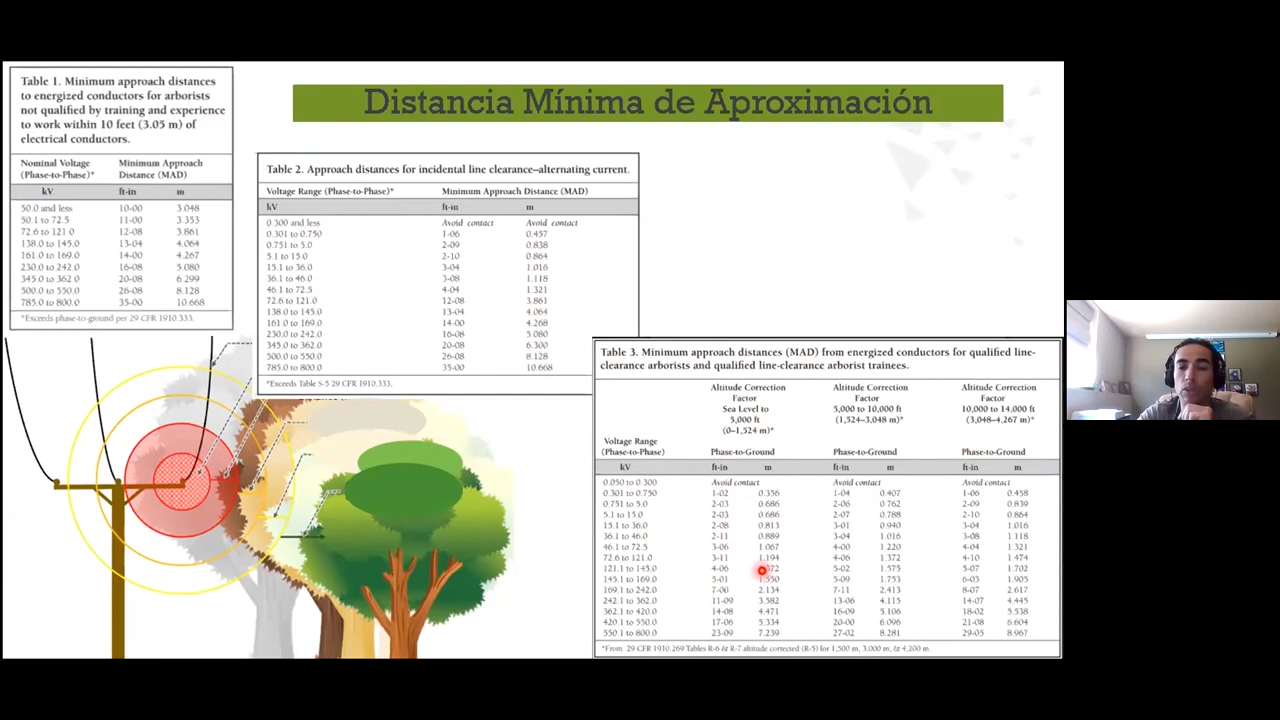 Distancia Mínima de Aproximación
Table 1. Minimum approach distances
to energized conductors for arborists
not qualified by training and experience
to work within 10 feet (3.05 m) of
electrical conductors.
Nominal Voltage Minimum Approach
(Phase-to-Phase)* Distance (MAD)
kV ft-in m
50.0 and less 10-00 3.048
50.1 to 72.5 11-00 3.353
72.6 to 121.0 12-08 3.861
138.0 to 145.0 13-04 4.064
161.0 to 169.0 14-00 4.267
230.0 to 242.0 16-08 5.080
345.0 to 362.0 20-08 6.299
500.0 to 550.0 26-08 8.128
785.0 to 800.0 35-00 10.668
*Exceeds phase-to-ground per 29 CFR 1910.333.
Table 2. Approach distances for incidental line clearance–alternating current.
Voltage Range (Phase-to-Phase)* Minimum Approach Distance (MAD)
kV ft-in m
0.300 and less Avoid contact Avoid contact
0.301 to 0.750 1-06 0.457
0.751 to 5.0 2-09 0.838
5.1 to 15.0 2-10 0.864
15.1 to 36.0 3-04 1.016
36.1 to 46.0 3-08 1.118
46.1 to 72.5 4-04 1.321
72.6 to 121.0 12-08 3.861
138.0 to 145.0 13-04 4.064
161.0 to 169.0 14-00 4.268
230.0 to 242.0 16-08 5.080
345.0 to 362.0 20-08 6.300
500.0 to 550.0 26-08 8.128
785.0 to 800.0 35-00 10.668
*Exceeds Table S-5 29 CFR 1910.333.
Table 3. Minimum approach distances (MAD) from energized conductors for qualified line-
clearance arborists and qualified line-clearance arborist trainees.
Altitude Correction Altitude Correction Altitude Correction
Factor Factor Factor
Sea Level to 5,000 to 10,000 ft 10,000 to 14,000 ft
5,000 ft (1,524–3,048 m)* (3,048–4,267 m)*
(0–1,524 m)*
Voltage Range
(Phase-to-Phase) Phase-to-Ground Phase-to-Ground Phase-to-Ground
kV ft-in m ft-in m ft-in m
0.050 to 0.300 Avoid contact Avoid contact Avoid contact
0.301 to 0.750 1-02 0.356 1-04 0.407 1-06 0.458
0.751 to 5.0 2-03 0.686 2-06 0.762 2-09 0.839
5.1 to 15.0 2-03 0.686 2-07 0.788 2-10 0.864
15.1 to 36.0 2-08 0.813 3-01 0.940 3-04 1.016
36.1 to 46.0 2-11 0.889 3-04 1.016 3-08 1.118
46.1 to 72.5 3-06 1.067 4-00 1.220 4-04 1.321
72.6 to 121.0 3-11 1.194 4-06 1.372 4-10 1.474
121.1 to 145.0 4-06 5-02 1.575 5-07 1.702
145.1 to 169.0 5-01 1.550 5-09 1.753 6-03 1.905
169.1 to 242.0 7-00 2.134 7-11 2.413 8-07 2.617
242.1 to 362.0 11-09 3.582 13-06 4.115 14-07 4.445
362.1 to 420.0 14-08 4.471 16-09 5.106 18-02 5.538
420.1 to 550.0 17-06 5.334 20-00 6.096 21-08 6.604
550.1 to 800.0 23-09 7.239 27-02 8.281 29-05 8.967
*From 29 CFR 1910 269 Tables R-6 & R-7 altitude corrected (R-5) for 1,500 m, 3,000 m, & 4,200 m.